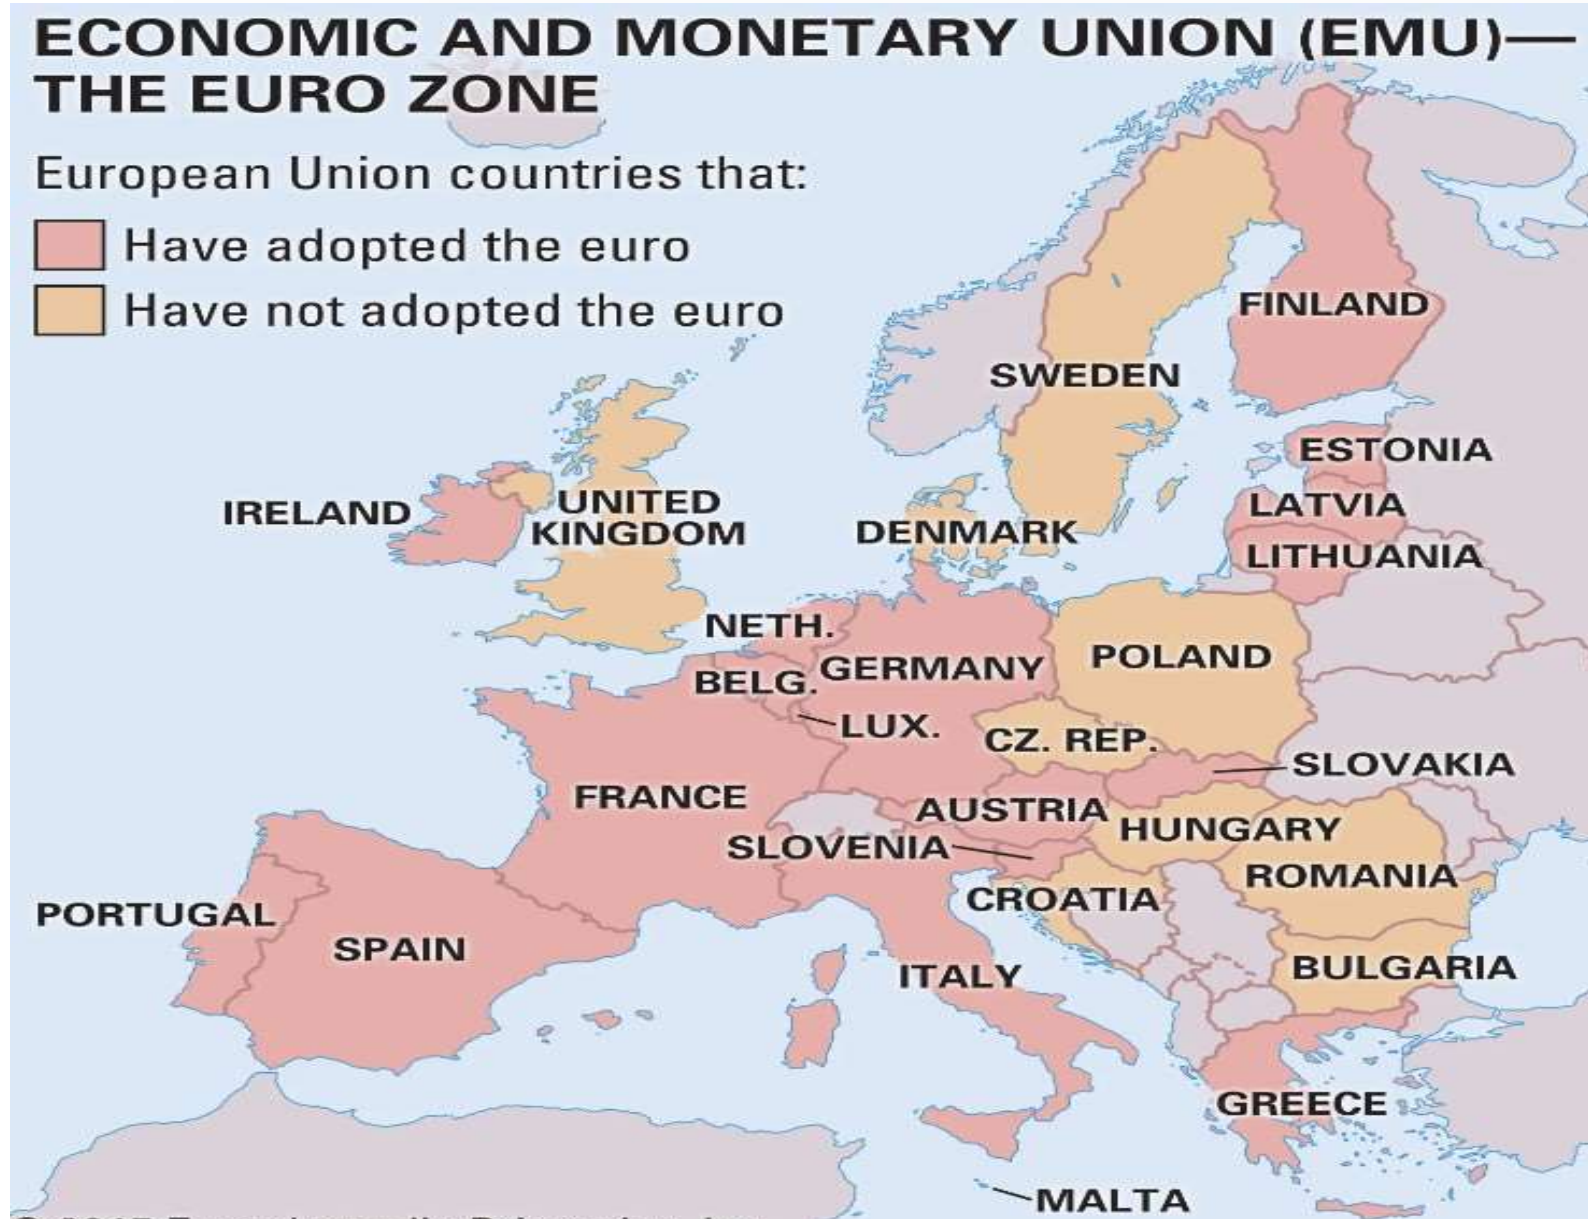 ECONOMIC AND MONETARY UNION (EMU)—
THE EURO ZONE
European Union countries that:
Have adopted the euro
Have not adopted the euro
FINLAND
SWEDEN
ESTONIA
IRELAND
UNITED
KINGDOM
DENMARK
LATVIA
LITHUANIA
NETH.
POLAND
GERMANY
BELG.
LUX.
CZ. REP.
SLOVAKIA
FRANCE
AUSTRIA
HUNGARY
SLOVENIA
ROMANIA
CROATIA
PORTUGAL
SPAIN
ITALY
BULGARIA
GREECE
MALTA